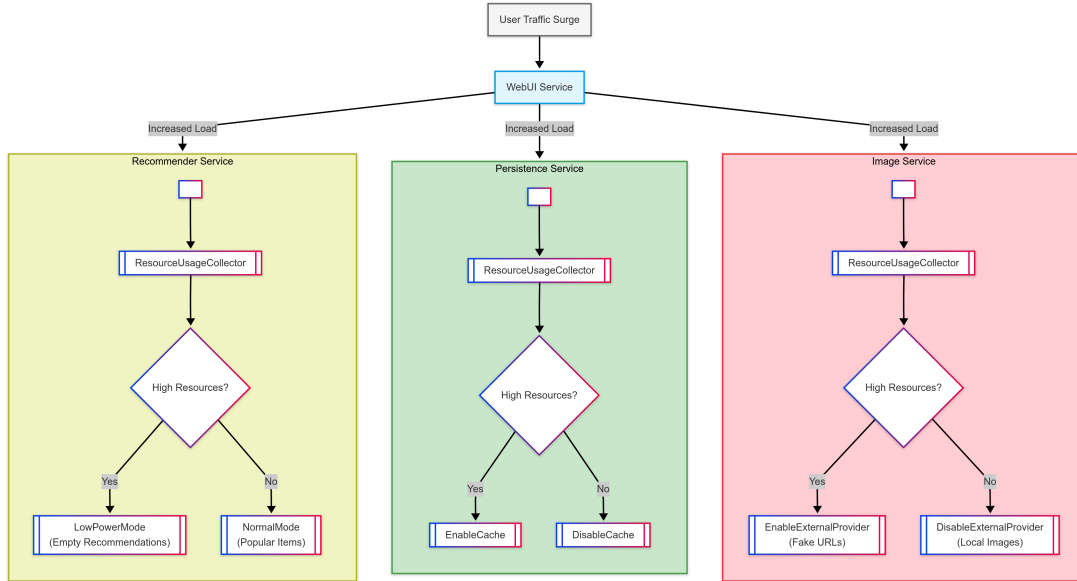 User Traffic Surge
WebUI Service
Increased Load
Increased Load
Increased Load
Recommender Service
ResourceUsageCollector
High Resources?
Yes
No
LowPowerMode
(Empty Recommendations)
NormalMode
(Popular Items)
Persistence Service
ResourceUsageCollector
High Resources?
Yes
No
EnableCache
DisableCache
Image Service
ResourceUsageCollector
High Resources?
Yes
No
EnableExternalProvider
(Fake URLs)
DisableExternalProvider
(Local Images)